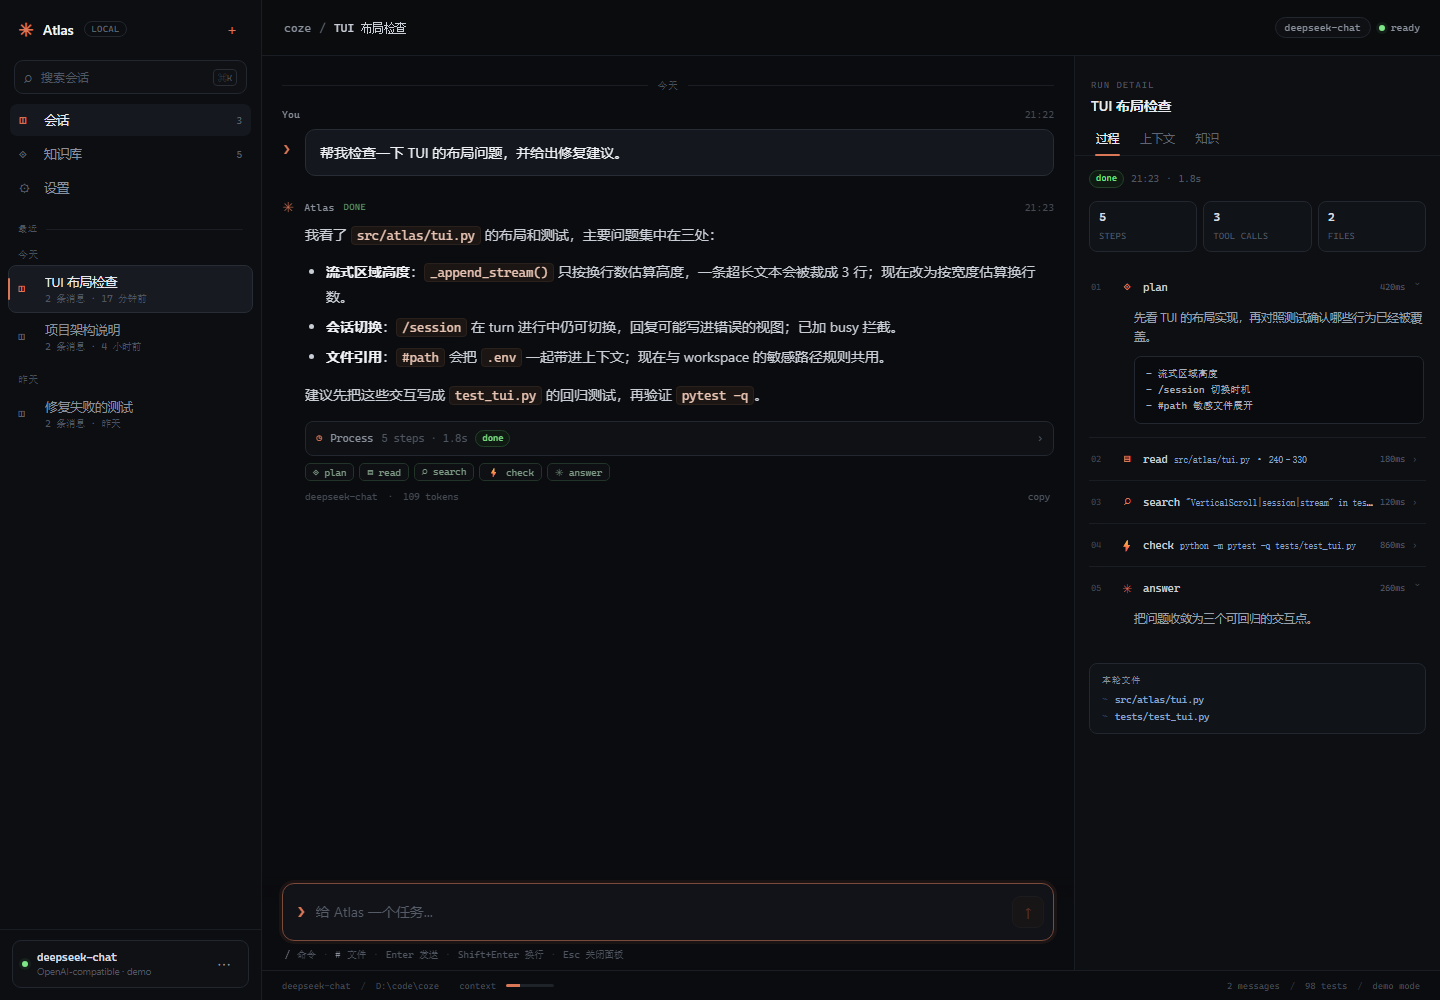 Atlas LOCAL +
搜索会话 ⌘K
会话 3
知识库 5
设置
最近
今天
TUI 布局检查
2 条消息 · 17 分钟前
项目架构说明
2 条消息 · 4 小时前
昨天
修复失败的测试
2 条消息 · 昨天
deepseek-chat
OpenAI-compatible · demo
...
coze / TUI 布局检查
deepseek-chat ready
今天
You 21:22
❯ 帮我检查一下 TUI 的布局问题，并给出修复建议。
Atlas DONE 21:23
我看了 src/atlas/tui.py 的布局和测试，主要问题集中在三处：
• 流式区域高度： _append_stream() 只按换行数估算高度，一条超长文本会被裁成 3 行；现在改为按宽度估算换行
数。
• 会话切换： /session 在 turn 进行中仍可切换，回复可能写进错误的视图；已加 busy 拦截。
• 文件引用： #path 会把 .env 一起带进上下文；现在与 workspace 的敏感路径规则共用。
建议先把这些交互写成 test_tui.py 的回归测试，再验证 pytest -q 。
Process 5 steps · 1.8s done ›
plan read search check answer
deepseek-chat · 109 tokens copy
❯ 给 Atlas 一个任务... ↑
/ 命令 · # 文件 · Enter 发送 · Shift+Enter 换行 · Esc 关闭面板
deepseek-chat / D:\code\coze context
2 messages / 98 tests / demo mode
RUN DETAIL
TUI 布局检查
过程 上下文 知识
done 21:23 · 1.8s
5 3 2
STEPS TOOL CALLS FILES
01 plan 420ms
先看 TUI 的布局实现，再对照测试确认哪些行为已经被覆
盖。
- 流式区域高度
- /session 切换时机
- #path 敏感文件展开
02 read src/atlas/tui.py • 240-330 180ms ›
03 search "VerticalScroll|session|stream" in tes… 120ms ›
04 check python -m pytest -q tests/test_tui.py 860ms ›
05 answer 260ms
把问题收敛为三个可回归的交互点。
本轮文件
~ src/atlas/tui.py
~ tests/test_tui.py